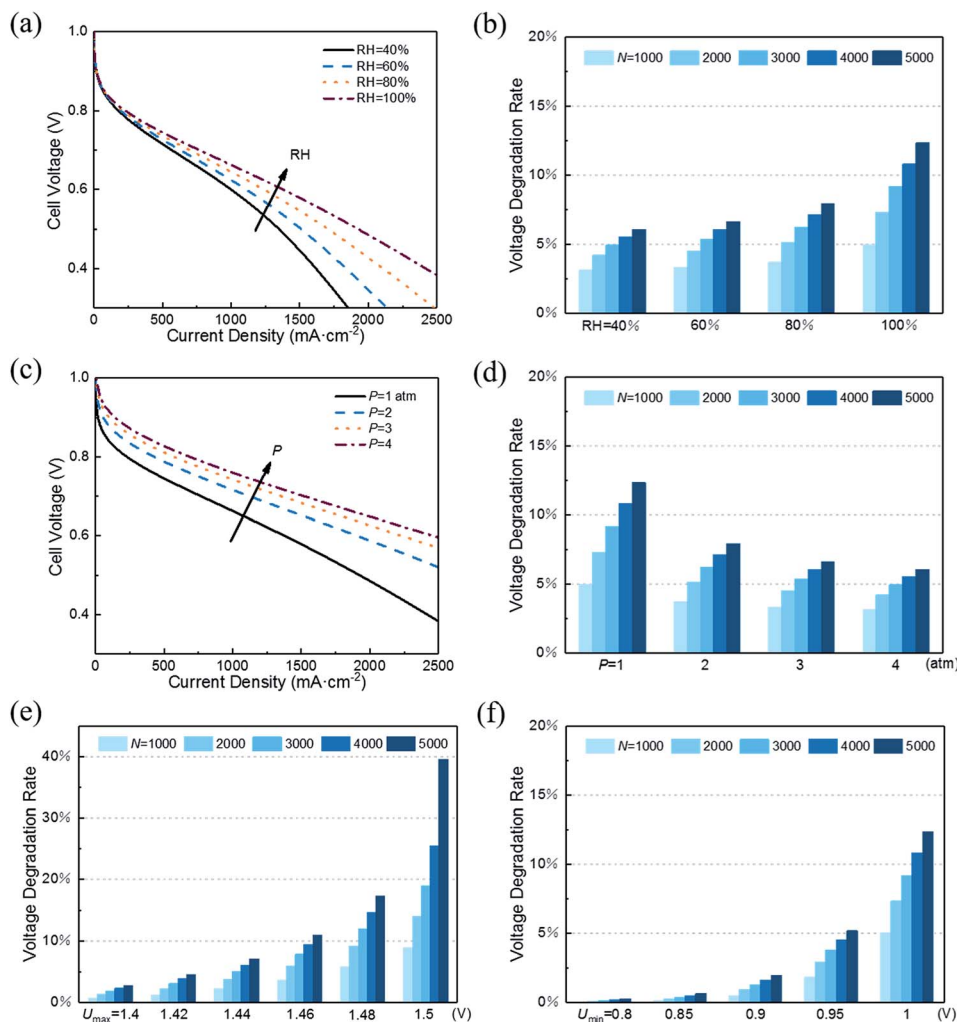 (a)
1.0
0.8
0.6
0.4
Cell Voltage (V)
RH=40%
RH=60%
RH=80%
RH=100%
RH
0 500 1000 1500 2000 2500
Current Density (mA·cm⁻²)
(b)
20%
15%
10%
5%
0%
Voltage Degradation Rate
N=1000 2000 3000 4000 5000
RH=40% 60% 80% 100%
(c)
1.0
0.8
0.6
0.4
Cell Voltage (V)
P=1 atm
P=2
P=3
P=4
P
0 500 1000 1500 2000 2500
Current Density (mA·cm⁻²)
(d)
20%
15%
10%
5%
0%
Voltage Degradation Rate
N=1000 2000 3000 4000 5000
P=1 2 3 4 (atm)
(e)
40%
30%
20%
10%
0%
Voltage Degradation Rate
N=1000 2000 3000 4000 5000
Umax=1.4 1.42 1.44 1.46 1.48 1.5 (V)
(f)
20%
15%
10%
5%
0%
Voltage Degradation Rate
N=1000 2000 3000 4000 5000
Umin=0.8 0.85 0.9 0.95 1 (V)